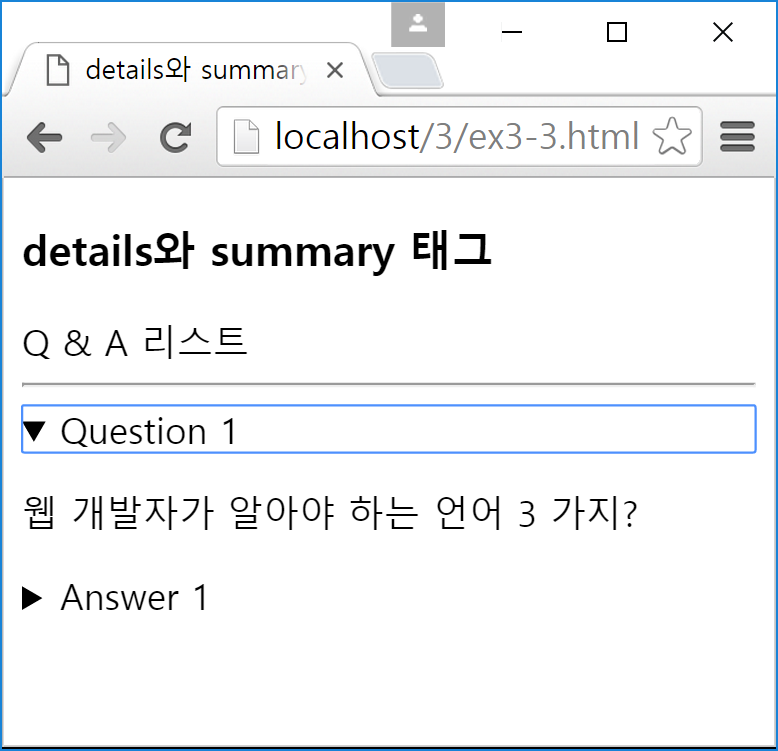 details와 summary
localhost/3/ex3-3.html
details와 summary 태그
Q & A 리스트
Question 1
웹 개발자가 알아야 하는 언어 3 가지?
Answer 1